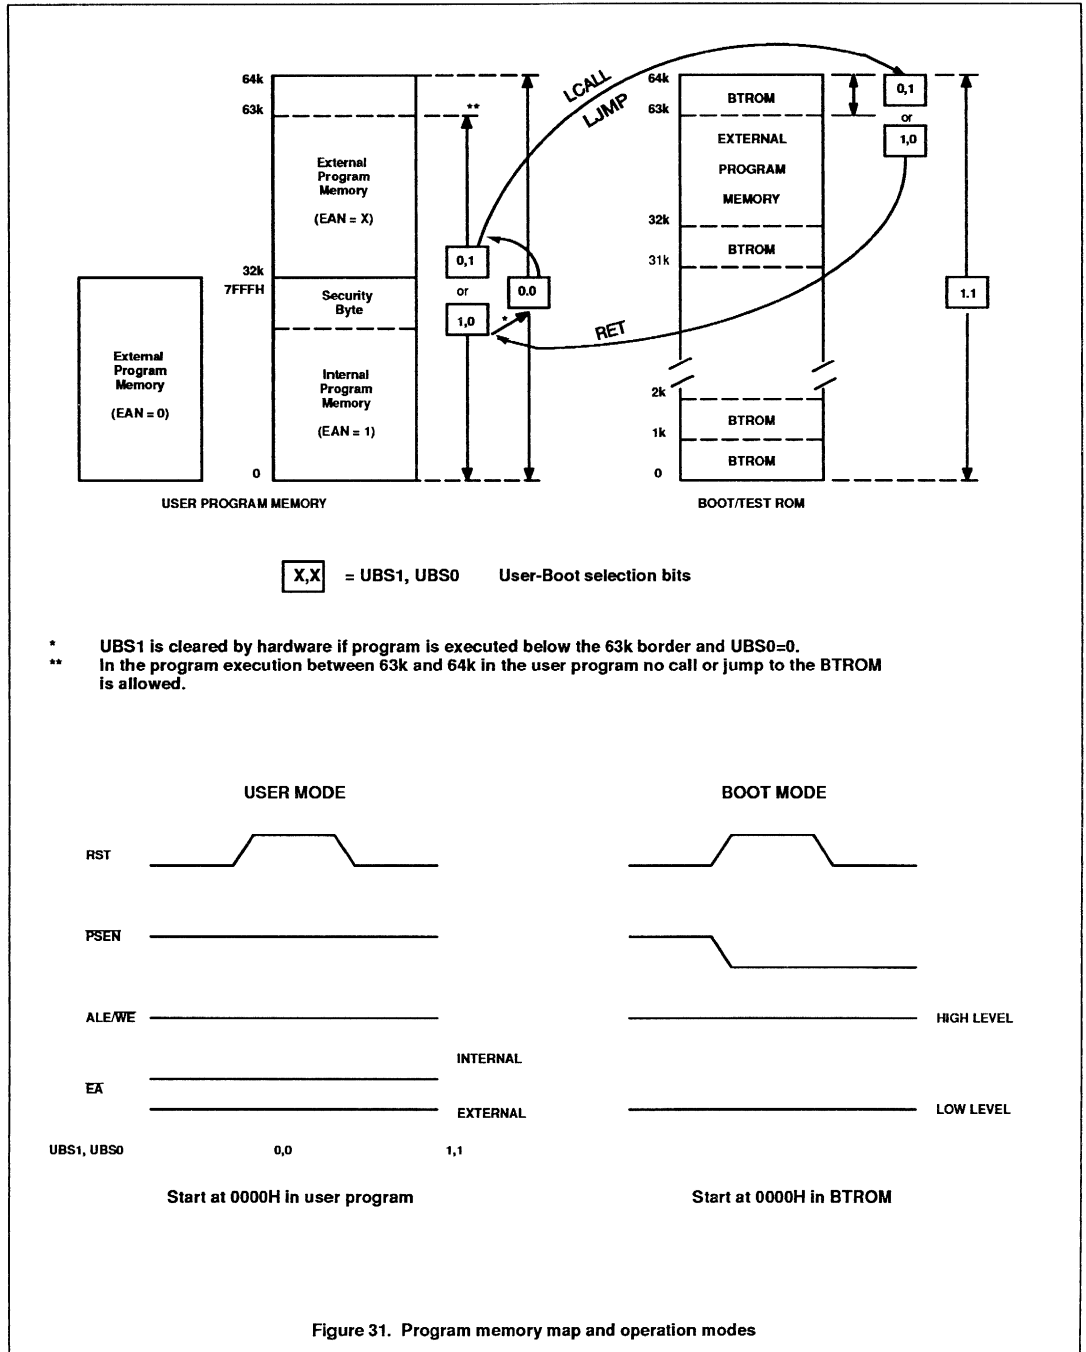 64k
63k
**
External
Program
Memory
(EAN = X)
32k
7FFFH
Security
Byte
Internal
Program
Memory
(EAN = 1)
0
External
Program
Memory
(EAN = 0)
USER PROGRAM MEMORY
0,1
or
1,0
*
0.0
LCALL
LJMP
RET
64k
63k
BTROM
EXTERNAL
PROGRAM
MEMORY
32k
BTROM
31k
2k
BTROM
1k
BTROM
0
BOOT/TEST ROM
0,1
or
1,0
1.1
X,X = UBS1, UBS0 User-Boot selection bits
* UBS1 is cleared by hardware if program is executed below the 63k border and UBS0=0.
** In the program execution between 63k and 64k in the user program no call or jump to the BTROM
is allowed.
USER MODE BOOT MODE
RST
PSEN
ALE/WE HIGH LEVEL
INTERNAL
EA
EXTERNAL LOW LEVEL
UBS1, UBS0 0,0 1,1
Start at 0000H in user program Start at 0000H in BTROM
Figure 31. Program memory map and operation modes